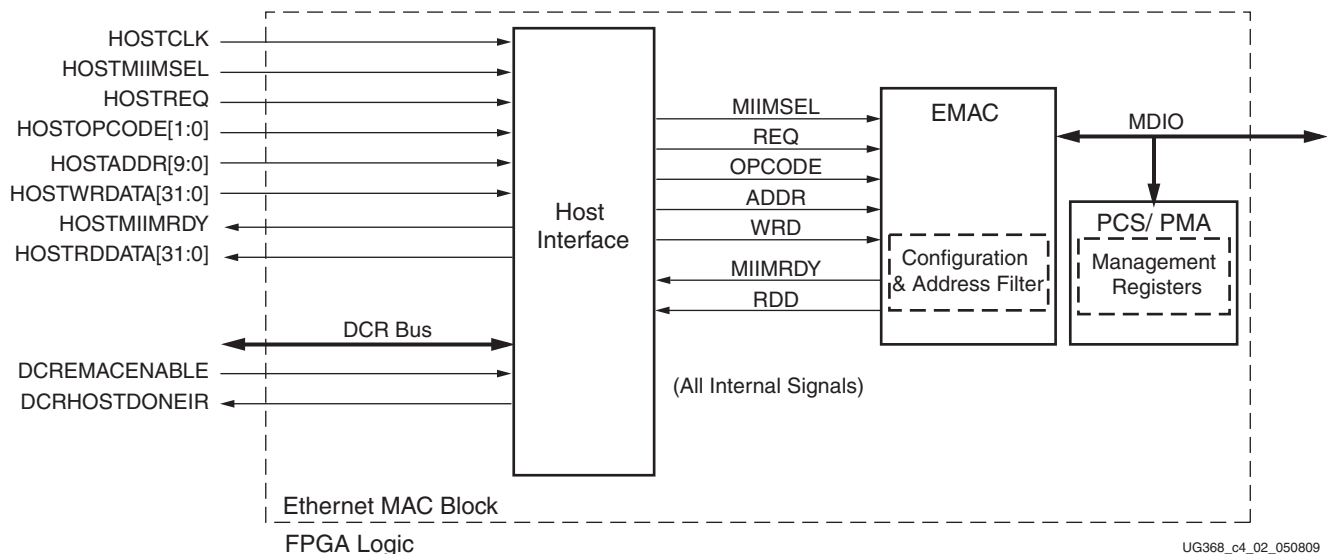 HOSTCLK
HOSTMIIMSEL
HOSTREQ
HOSTOPCODE[1:0]
HOSTADDR[9:0]
HOSTWRDATA[31:0]
HOSTMIIMRDY
HOSTRDDATA[31:0]
DCR Bus
DCREMACENABLE
DCRHOSTDONEIR
Host
Interface
MIIMSEL
REQ
OPCODE
ADDR
WRD
MIIMRDY
RDD
(All Internal Signals)
EMAC
Configuration
& Address Filter
MDIO
PCS/ PMA
Management
Registers
Ethernet MAC Block
FPGA Logic
UG368_c4_02_050809